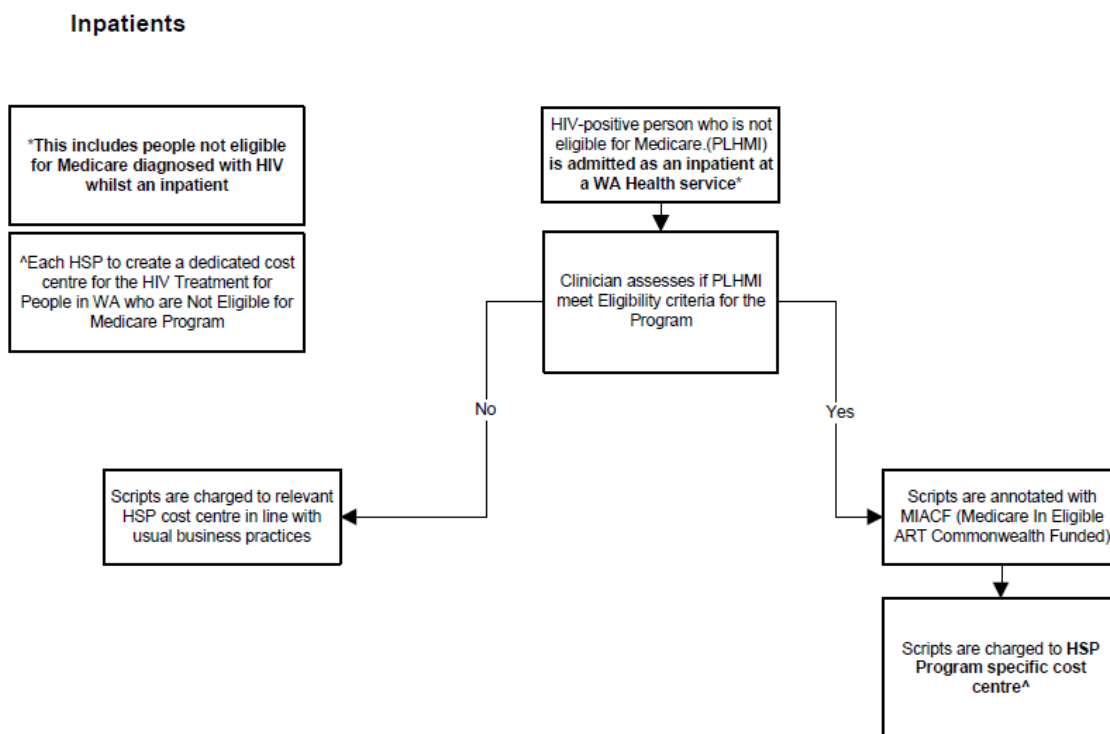 Inpatients
*This includes people not eligible
for Medicare diagnosed with HIV
whilst an inpatient
^Each HSP to create a dedicated cost
centre for the HIV Treatment for
People in WA who are Not Eligible for
Medicare Program
HIV-positive person who is not
eligible for Medicare.(PLHMI)
is admitted as an inpatient at
a WA Health service*
Clinician assesses if PLHMI
meet Eligibility criteria for the
Program
No
Yes
Scripts are charged to relevant
HSP cost centre in line with
usual business practices
Scripts are annotated with
MIACF (Medicare In Eligible
ART Commonwealth Funded)
Scripts are charged to HSP
Program specific cost
centre^